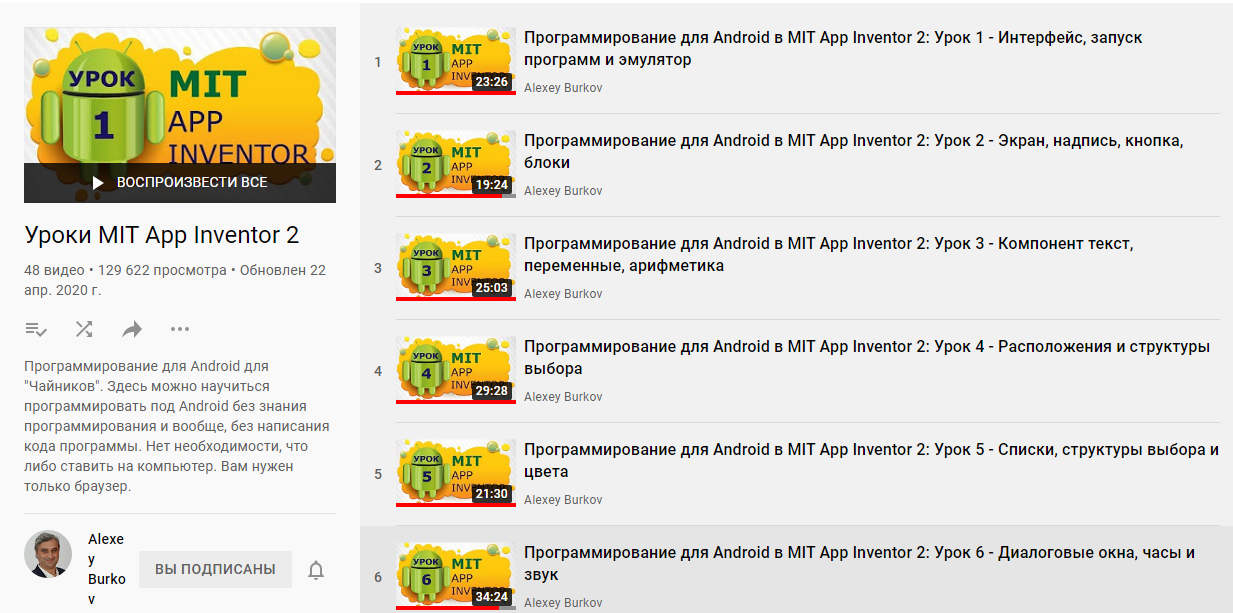 УРОК
1
MIT
APP
INVENTOR
ВОСПРОИЗВЕСТИ ВСЕ
Уроки MIT App Inventor 2
48 видео • 129 622 просмотра • Обновлен 22
апр. 2020 г.
Программирование для Android для
"Чайников". Здесь можно научиться
программировать под Android без знания
программирования и вообще, без написания
кода программы. Нет необходимости, что
либо ставить на компьютер. Вам нужен
только браузер.
Alexe
y
Burko
v
ВЫ ПОДПИСАНЫ
1
УРОК
1
MIT
APP
INVEN
23:26
Программирование для Android в MIT App Inventor 2: Урок 1 - Интерфейс, запуск
программ и эмулятор
Alexey Burkov
2
УРОК
2
MIT
APP
INVEN
19:24
Программирование для Android в MIT App Inventor 2: Урок 2 - Экран, надпись, кнопка,
блоки
Alexey Burkov
3
УРОК
3
MIT
APP
INVEN
25:03
Программирование для Android в MIT App Inventor 2: Урок 3 - Компонент текст,
переменные, арифметика
Alexey Burkov
4
УРОК
4
MIT
APP
INVEN
29:28
Программирование для Android в MIT App Inventor 2: Урок 4 - Расположения и структуры
выбора
Alexey Burkov
5
УРОК
5
MIT
APP
INVEN
21:30
Программирование для Android в MIT App Inventor 2: Урок 5 - Списки, структуры выбора и
цвета
Alexey Burkov
6
УРОК
6
MIT
APP
INVEN
34:24
Программирование для Android в MIT App Inventor 2: Урок 6 - Диалоговые окна, часы и
звук
Alexey Burkov